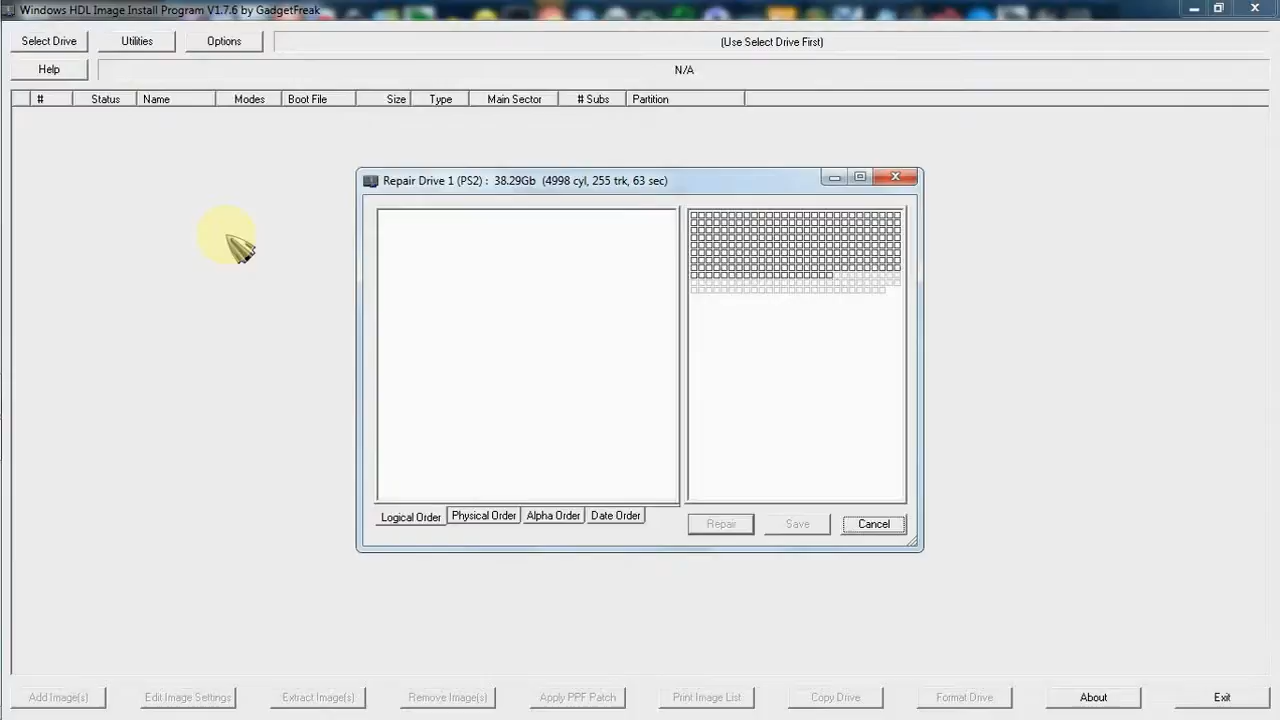 Windows HDL Image Install Program V1.7.6 by GadgetFreak
Select Drive Utilities Options (Use Select Drive First)
Help N/A
# Status Name Modes Boot File Size Type Main Sector # Subs Partition
Repair Drive 1 (PS2) : 38.29Gb (4998 cyl, 255 trk, 63 sec)
Logical Order Physical Order Alpha Order Date Order
Repair Save Cancel
Add Image(s) Edit Image Settings Extract Image(s) Remove Image(s) Apply PPF Patch Print Image List Copy Drive Format Drive About Exit